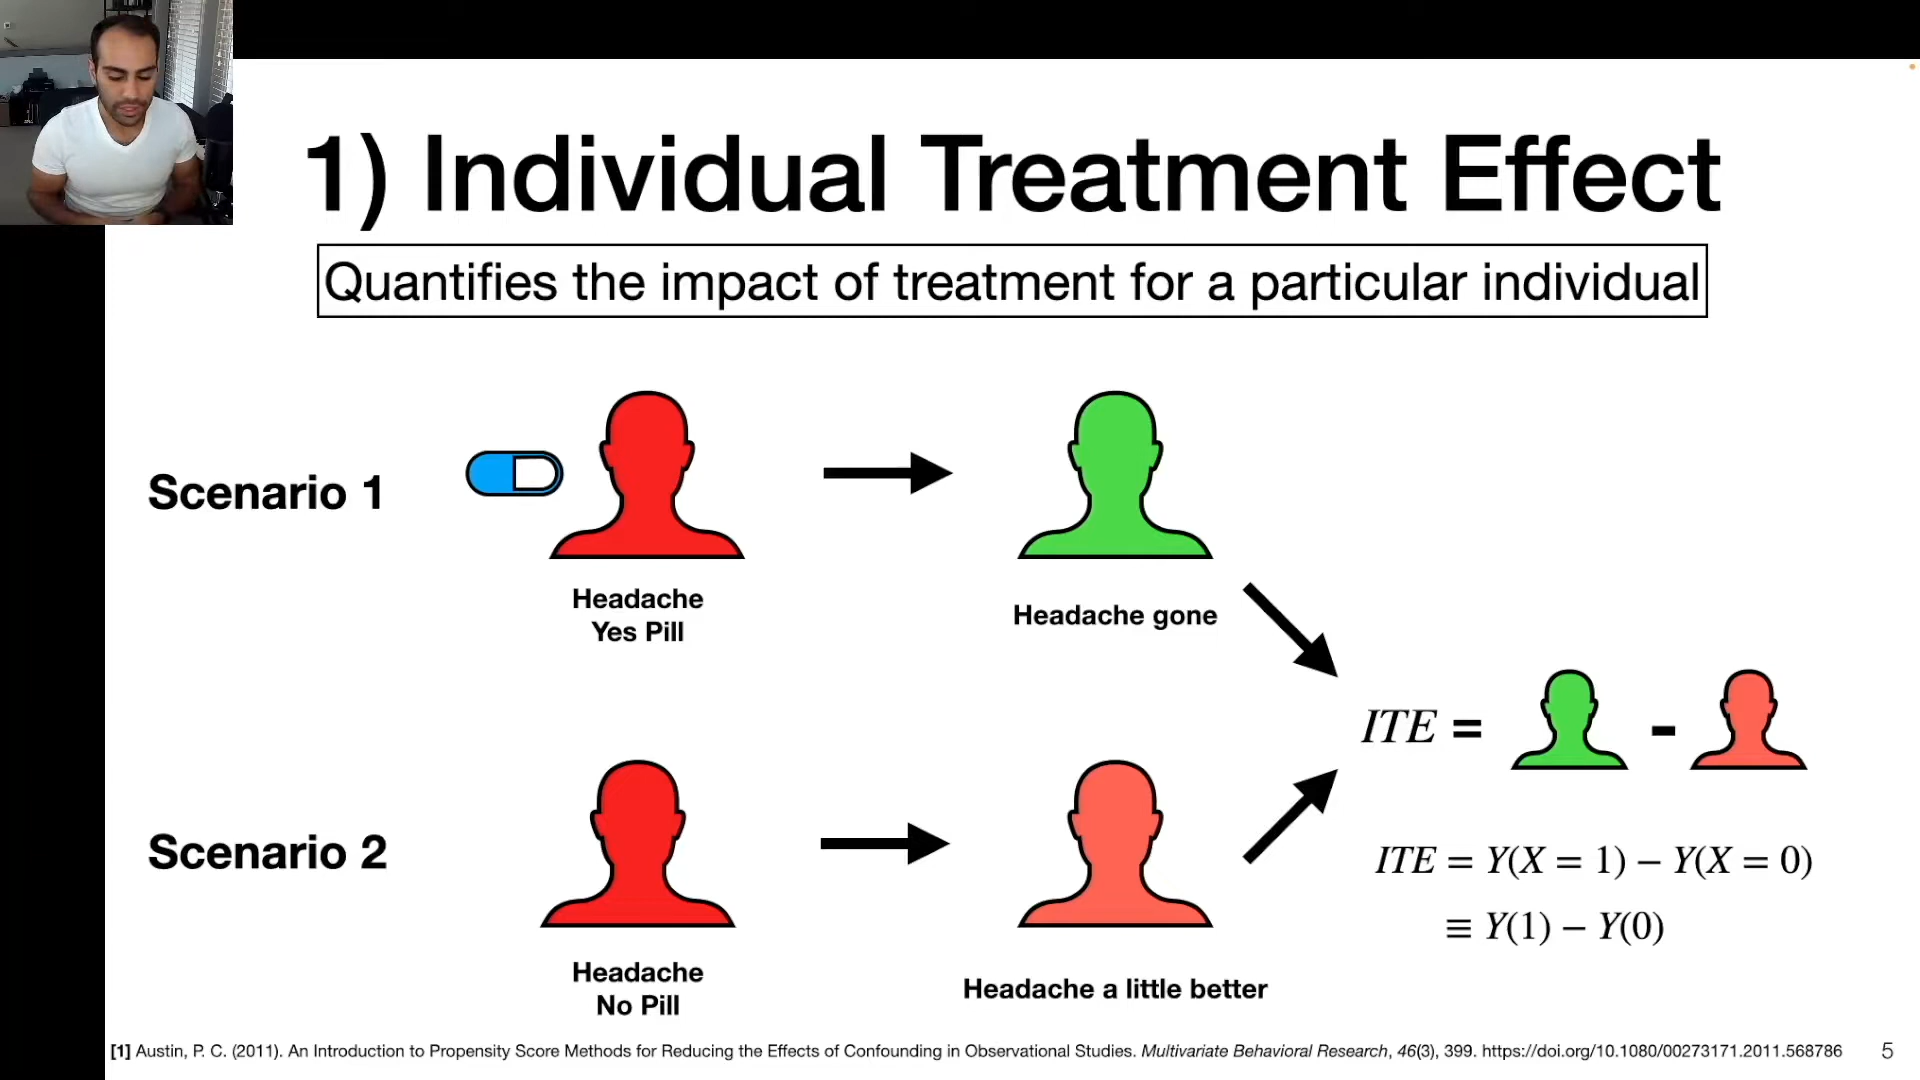 1) Individual Treatment Effect
Quantifies the impact of treatment for a particular individual
Scenario 1
Headache
Yes Pill
Headache gone
ITE = -
ITE = Y(X = 1) − Y(X = 0)
≡ Y(1) − Y(0)
Scenario 2
Headache
No Pill
Headache a little better
[1] Austin, P. C. (2011). An Introduction to Propensity Score Methods for Reducing the Effects of Confounding in Observational Studies. Multivariate Behavioral Research, 46(3), 399. https://doi.org/10.1080/00273171.2011.568786
5